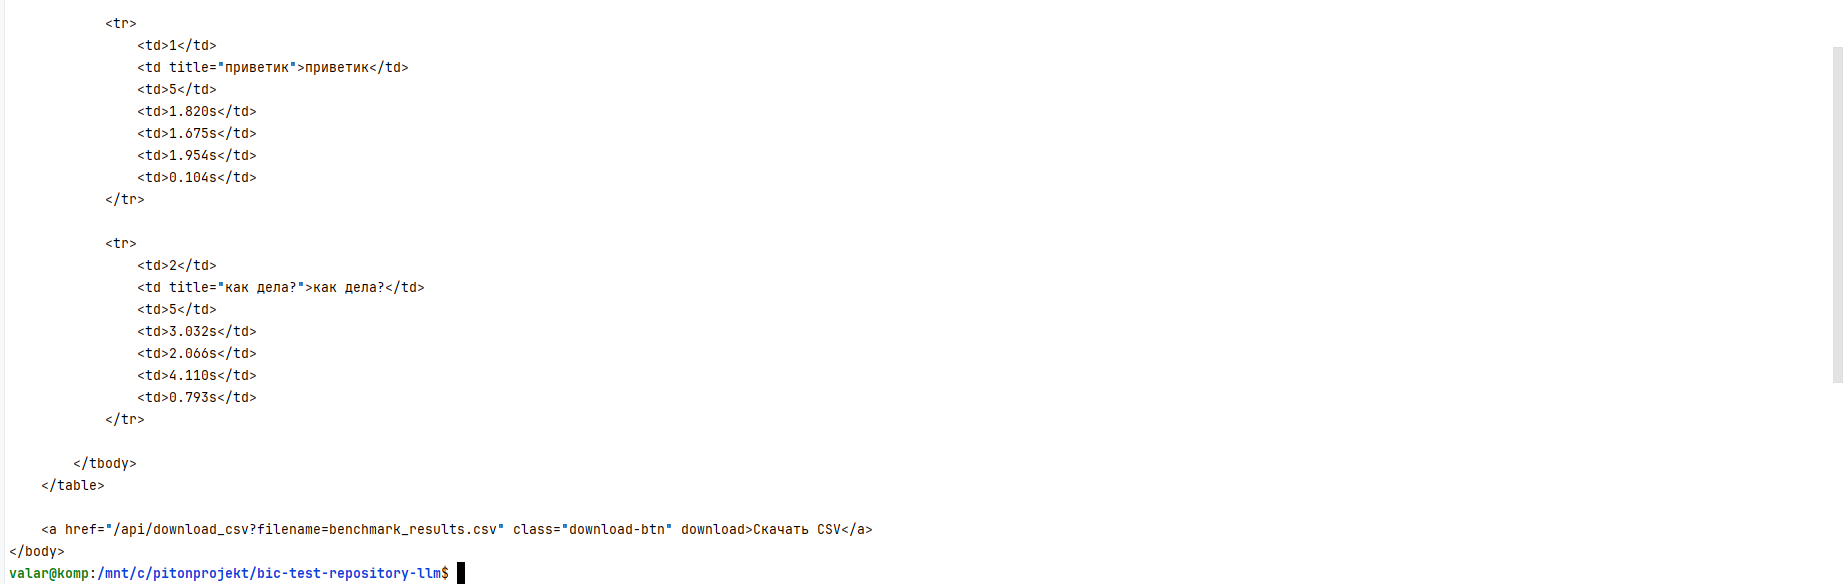 <tr>
<td>1</td>
<td title="приветик">приветик</td>
<td>5</td>
<td>1.820s</td>
<td>1.675s</td>
<td>1.954s</td>
<td>0.104s</td>
</tr>
<tr>
<td>2</td>
<td title="как дела?">как дела?</td>
<td>5</td>
<td>3.032s</td>
<td>2.066s</td>
<td>4.110s</td>
<td>0.793s</td>
</tr>
</tbody>
</table>
<a href="/api/download_csv?filename=benchmark_results.csv" class="download-btn" download>Скачать CSV</a>
</body>
valar@komp:/mnt/c/pitonprojekt/bic-test-repository-llm$